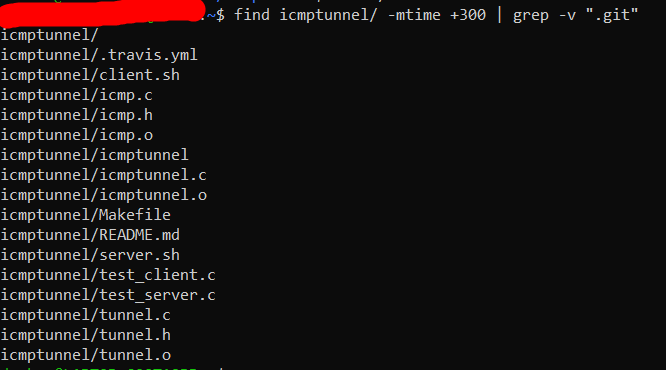 ~$ find icmptunnel/ -mtime +300 | grep -v ".git"
icmptunnel/
icmptunnel/.travis.yml
icmptunnel/client.sh
icmptunnel/icmp.c
icmptunnel/icmp.h
icmptunnel/icmp.o
icmptunnel/icmptunnel
icmptunnel/icmptunnel.c
icmptunnel/icmptunnel.o
icmptunnel/Makefile
icmptunnel/README.md
icmptunnel/server.sh
icmptunnel/test_client.c
icmptunnel/test_server.c
icmptunnel/tunnel.c
icmptunnel/tunnel.h
icmptunnel/tunnel.o